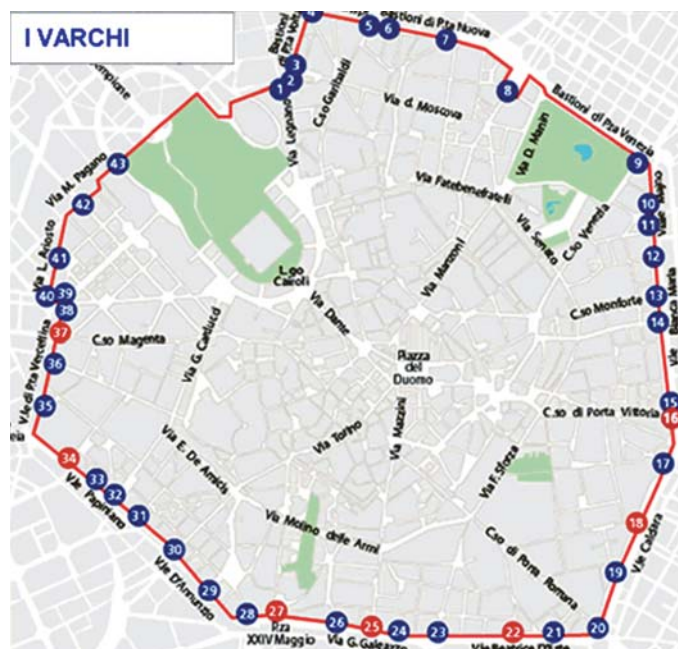 I VARCHI
4
5
6
Bastioni di P.ta Nuova
7
Bastioni
di P.ta Volta
3
2
1
8
Sempione
Via Legnano
C.so Garibaldi
Via d. Moscova
Bastioni di P.ta Venezia
Via D. Manin
9
43
Via M. Pagano
Via Fatebenefratelli
42
10
11
Via Senato
C.so Venezia
12
41
Via L. Ariosto
L.go
Cairoli
Via Manzoni
40
39
38
13
C.so Monforte
14
V.le Bianca Maria
37
C.so Magenta
Via G. Carducci
Via Dante
36
V.le di P.ta Vercellina
Piazza
del
Duomo
35
15
16
C.so di Porta Vittoria
Via Torino
Via Mazzini
34
33
32
31
V.le Papiniano
Via E. De Amicis
Via F. Sforza
17
18
V.le Caldara
30
Via Molino delle Armi
C.so di Porta Romana
29
V.le D'Annunzio
19
28
27
P.za
XXIV Maggio
26
Via G. Galeazzo
25
24
23
22
21
20
V.le Beatrice D'Este